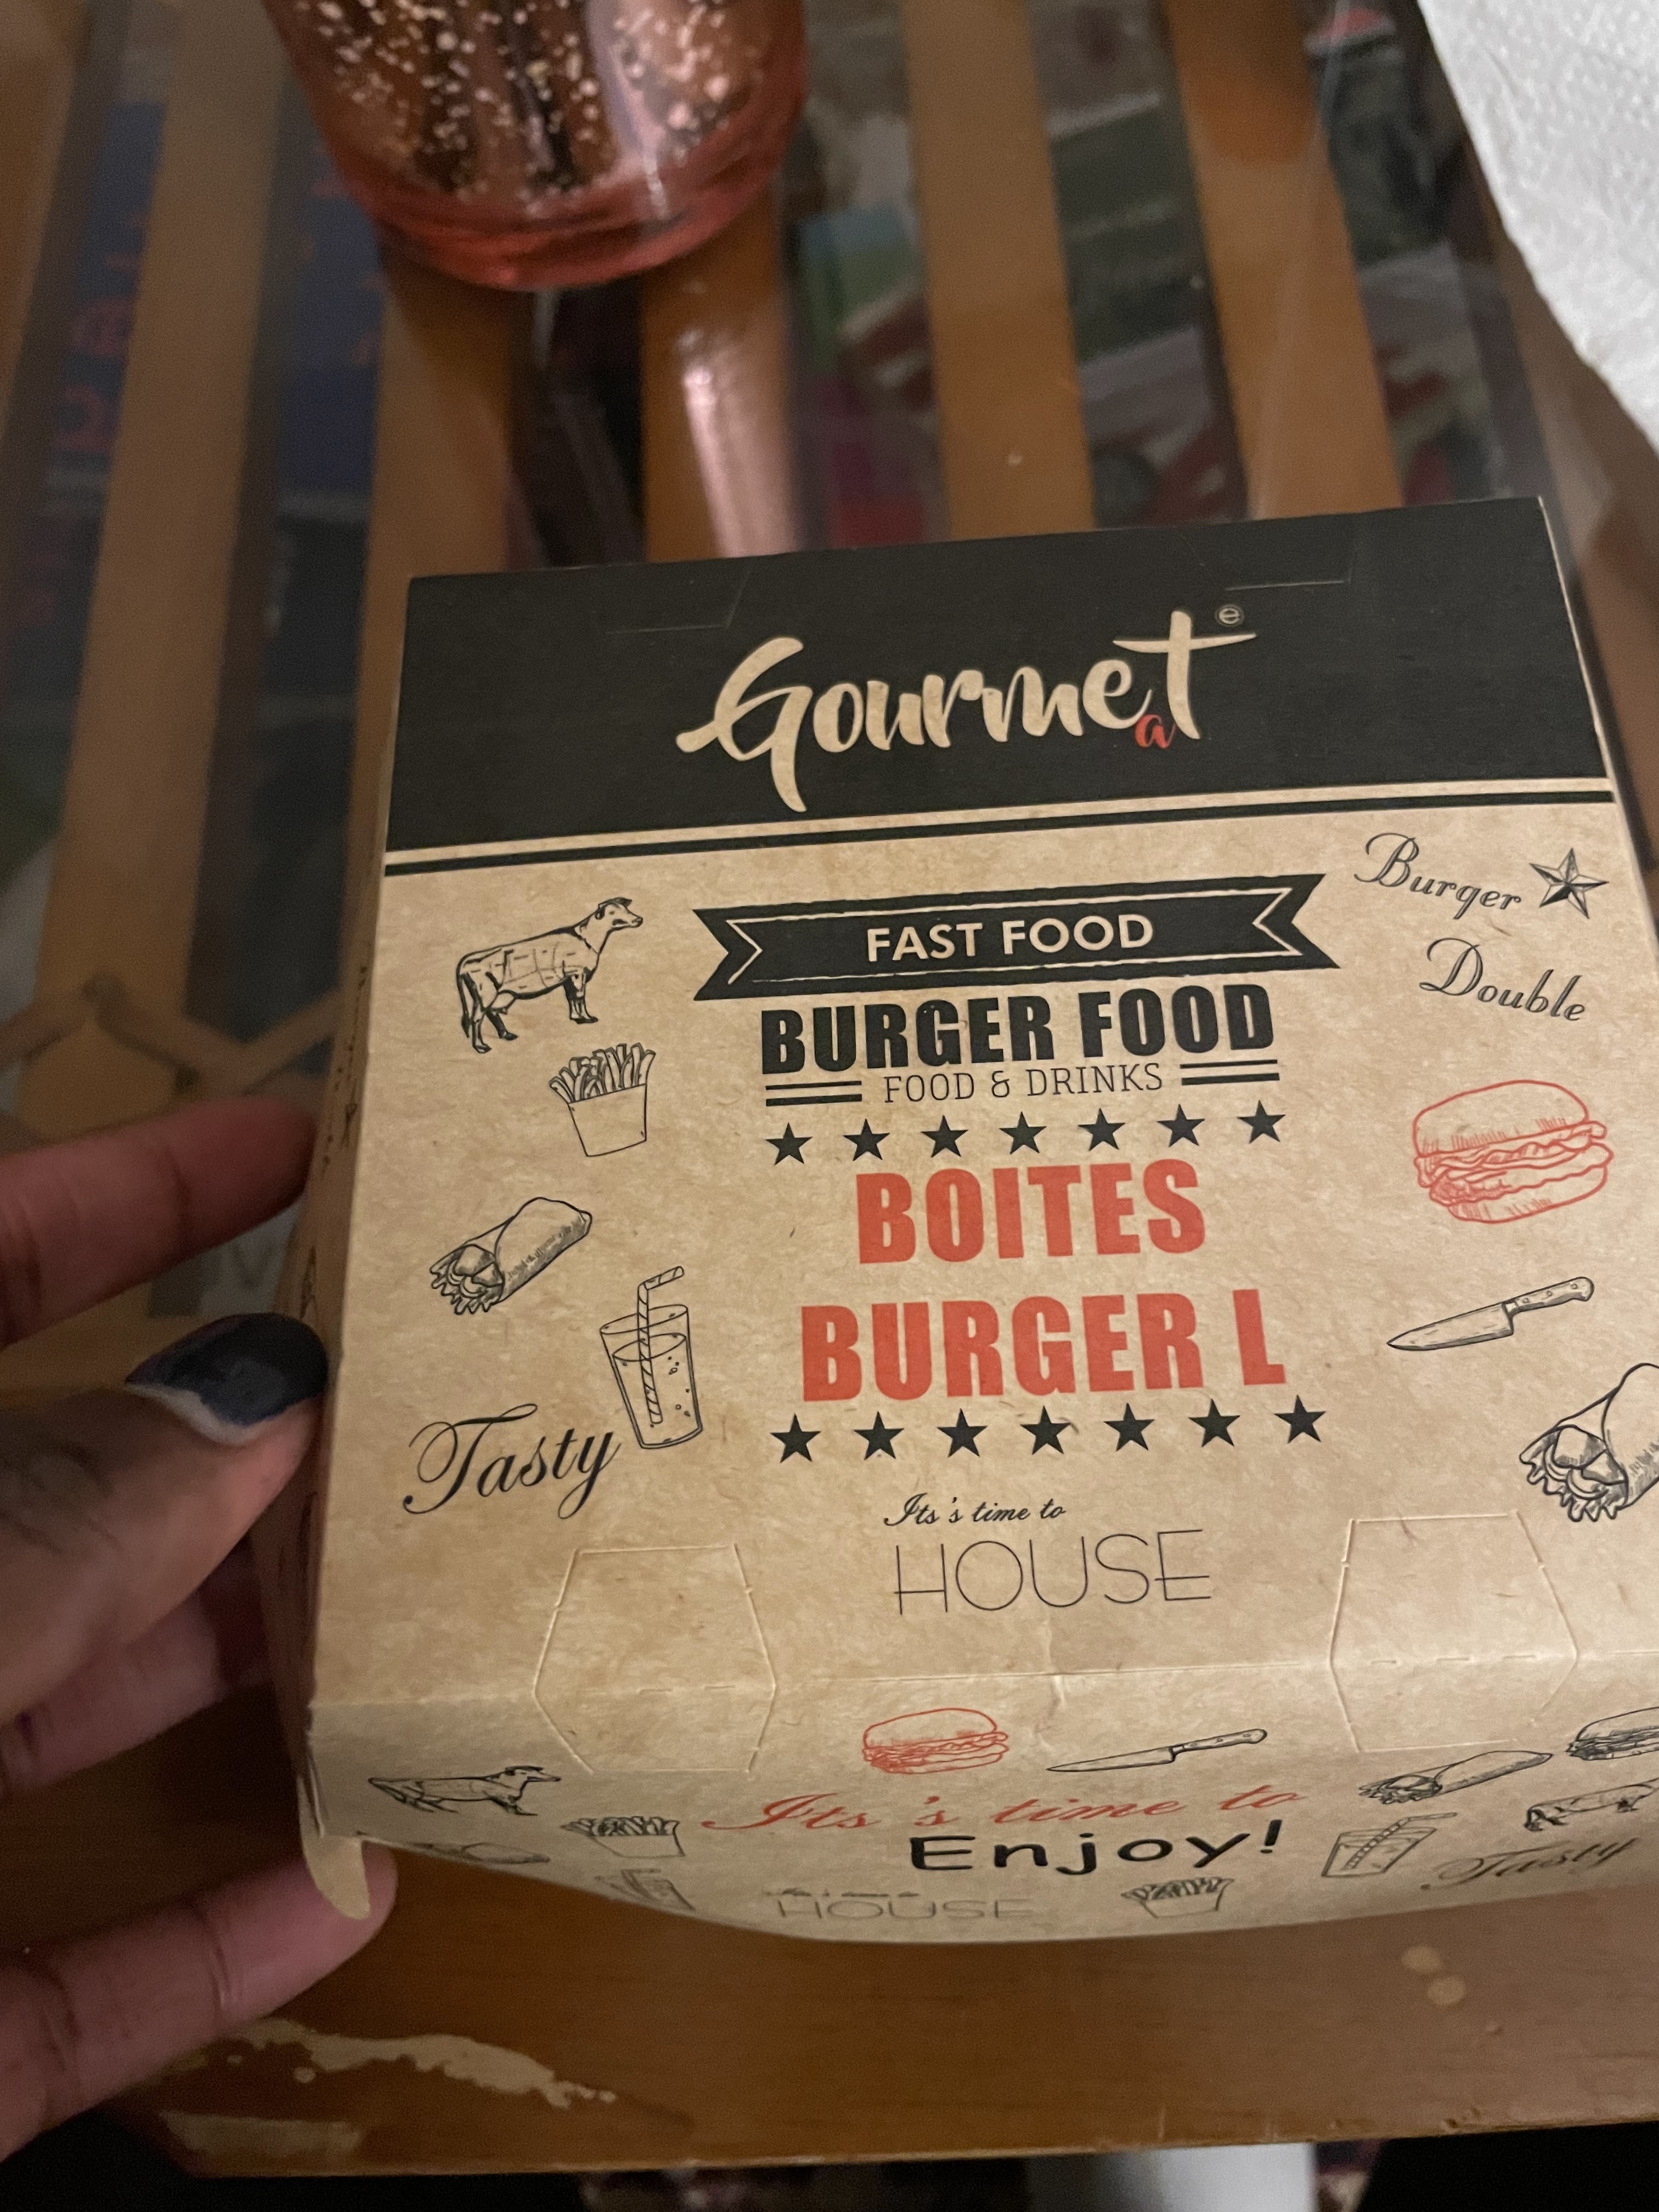 Gourmeat
FAST FOOD
Burger
Double
BURGER FOOD
FOOD & DRINKS
BOITES
BURGER L
Tasty
Its's time to
HOUSE
Its's time to
Enjoy!
Tasty
HOUSE